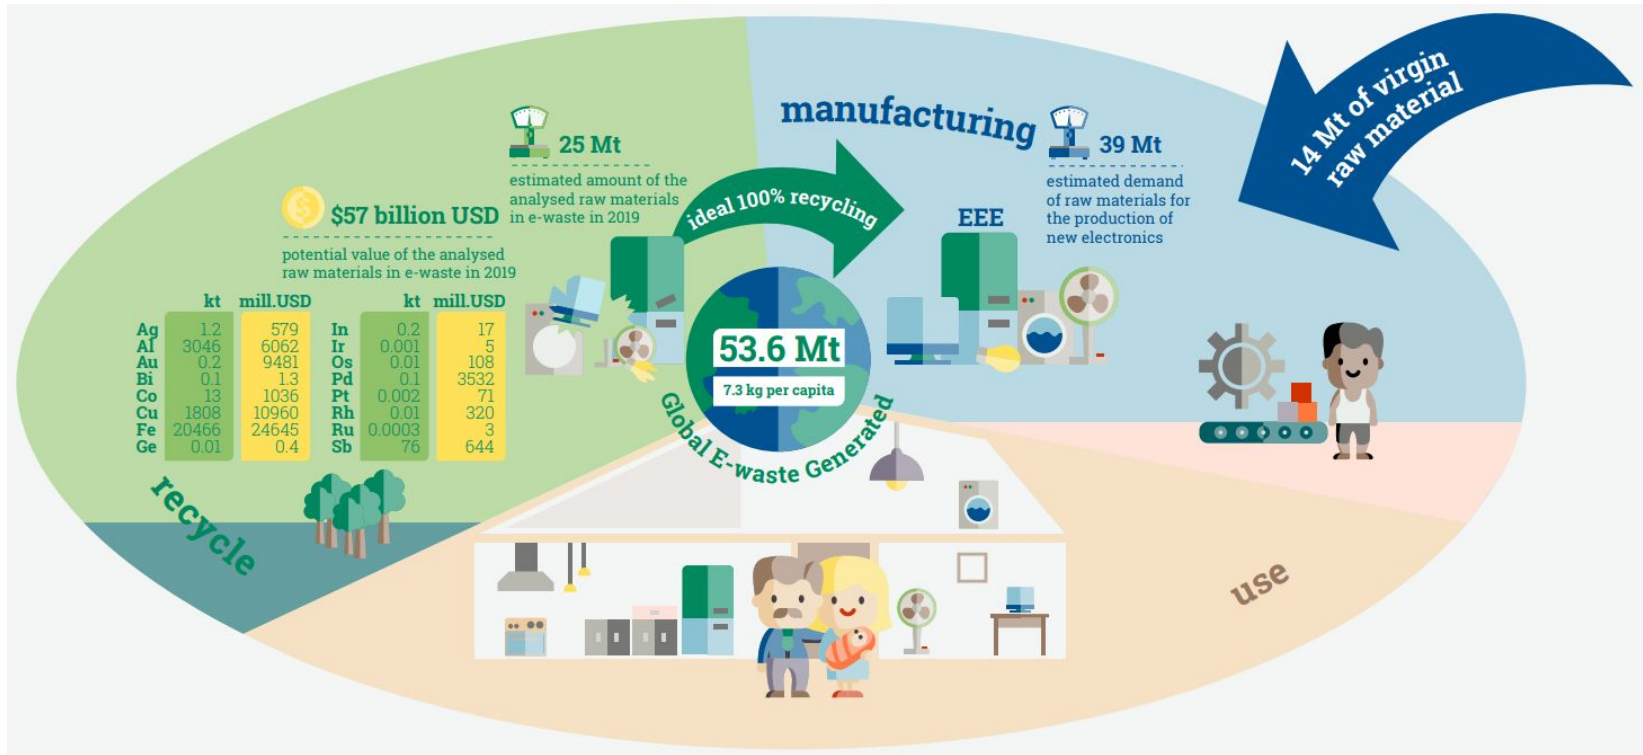 manufacturing
14 Mt of virgin
raw material
25 Mt
estimated amount of the
analysed raw materials
in e-waste in 2019
$57 billion USD
potential value of the analysed
raw materials in e-waste in 2019
ideal 100% recycling
39 Mt
estimated demand
of raw materials for
the production of
new electronics
EEE
kt mill.USD kt mill.USD
Ag 1.2 579 In 0.2 17
Al 3046 6062 Ir 0.001 5
Au 0.2 9481 Os 0.01 108
Bi 0.1 1.3 Pd 0.1 3532
Co 13 1036 Pt 0.002 71
Cu 1808 10960 Rh 0.01 320
Fe 20466 24645 Ru 0.0003 3
Ge 0.01 0.4 Sb 76 644
53.6 Mt
7.3 kg per capita
Global E-waste Generated
recycle
use